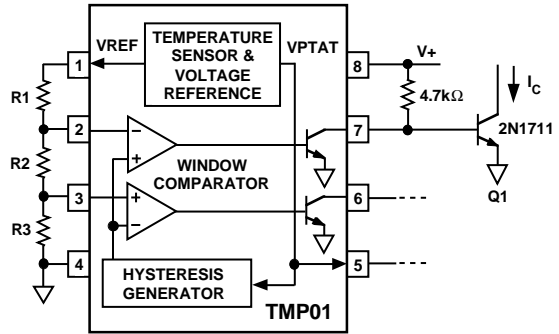 TEMPERATURE
SENSOR &
VOLTAGE
REFERENCE
VREF
VPTAT
1
2
3
4
R1
R2
R3
−
+
WINDOW
COMPARATOR
+
−
HYSTERESIS
GENERATOR
TMP01
8
7
6
5
V+
4.7kΩ
IC
2N1711
Q1